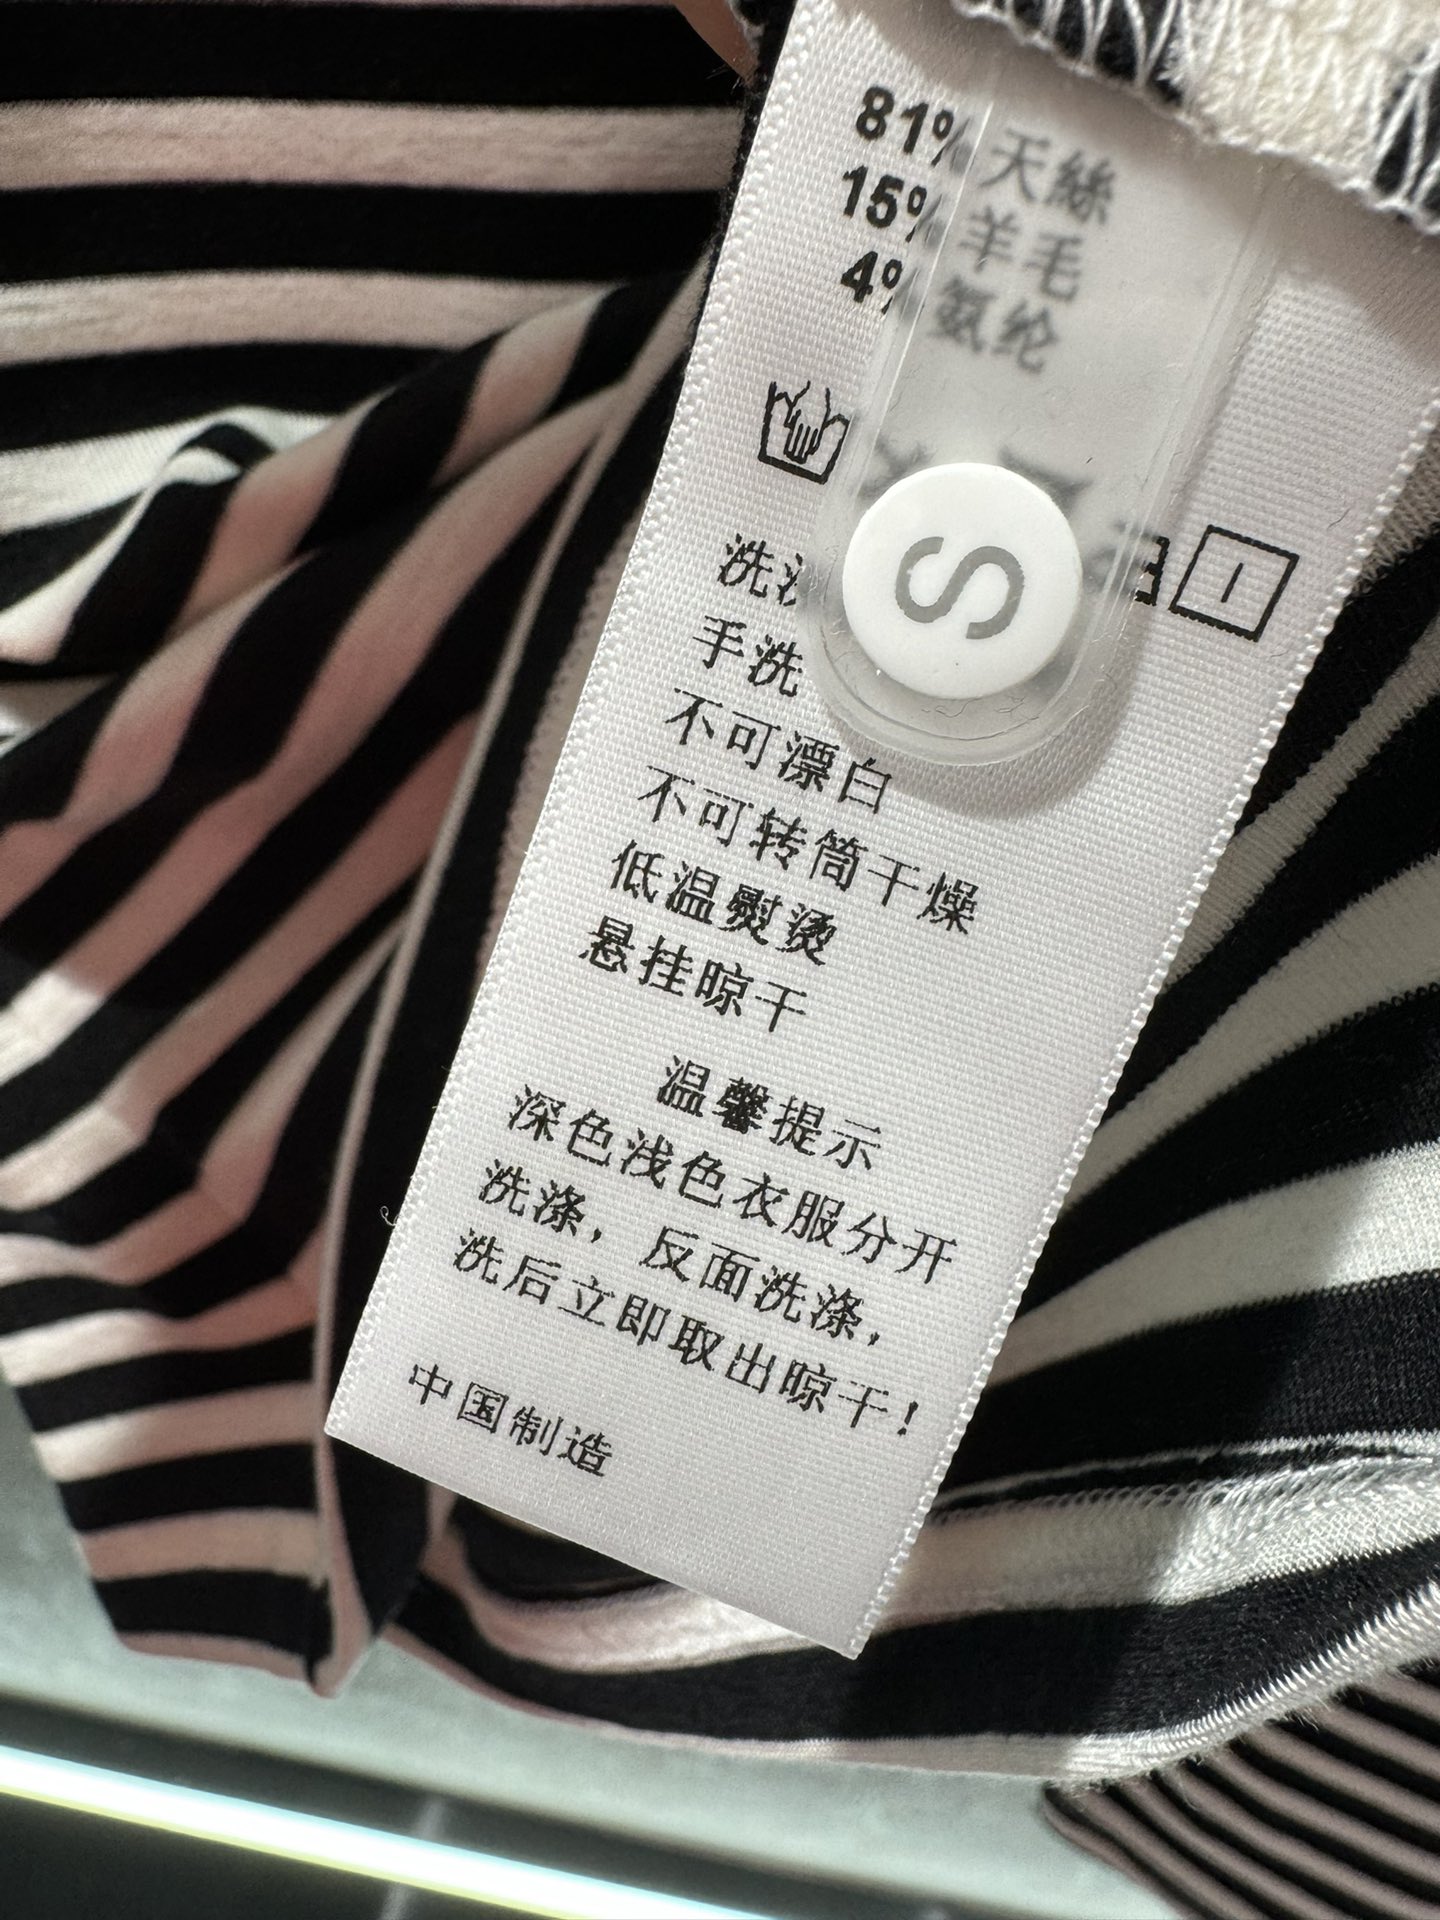 81% 天絲
15% 羊毛
4% 氨纶
S
洗
手洗
不可漂白
不可转筒干燥
低温熨烫
悬挂晾干
温馨提示
深色浅色衣服分开
洗涤，反面洗涤，
洗后立即取出晾干！
中国制造